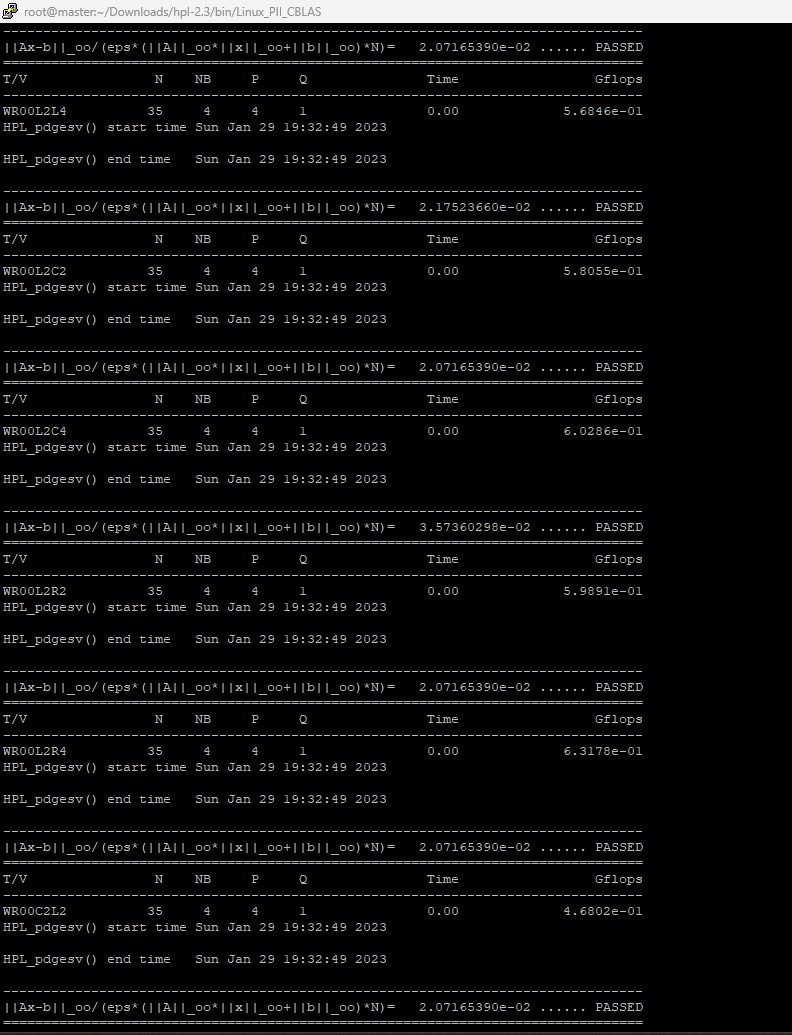 root@master:~/Downloads/hpl-2.3/bin/Linux_PII_CBLAS
--------------------------------------------------------------------------------
||Ax-b||_oo/(eps*(||A||_oo*||x||_oo+||b||_oo)*N)=   2.07165390e-02 ...... PASSED
================================================================================
T/V                N    NB     P     Q               Time                 Gflops
--------------------------------------------------------------------------------
WR00L2L4          35     4     4     1               0.00             5.6846e-01
HPL_pdgesv() start time Sun Jan 29 19:32:49 2023

HPL_pdgesv() end time   Sun Jan 29 19:32:49 2023

--------------------------------------------------------------------------------
||Ax-b||_oo/(eps*(||A||_oo*||x||_oo+||b||_oo)*N)=   2.17523660e-02 ...... PASSED
================================================================================
T/V                N    NB     P     Q               Time                 Gflops
--------------------------------------------------------------------------------
WR00L2C2          35     4     4     1               0.00             5.8055e-01
HPL_pdgesv() start time Sun Jan 29 19:32:49 2023

HPL_pdgesv() end time   Sun Jan 29 19:32:49 2023

--------------------------------------------------------------------------------
||Ax-b||_oo/(eps*(||A||_oo*||x||_oo+||b||_oo)*N)=   2.07165390e-02 ...... PASSED
================================================================================
T/V                N    NB     P     Q               Time                 Gflops
--------------------------------------------------------------------------------
WR00L2C4          35     4     4     1               0.00             6.0286e-01
HPL_pdgesv() start time Sun Jan 29 19:32:49 2023

HPL_pdgesv() end time   Sun Jan 29 19:32:49 2023

--------------------------------------------------------------------------------
||Ax-b||_oo/(eps*(||A||_oo*||x||_oo+||b||_oo)*N)=   3.57360298e-02 ...... PASSED
================================================================================
T/V                N    NB     P     Q               Time                 Gflops
--------------------------------------------------------------------------------
WR00L2R2          35     4     4     1               0.00             5.9891e-01
HPL_pdgesv() start time Sun Jan 29 19:32:49 2023

HPL_pdgesv() end time   Sun Jan 29 19:32:49 2023

--------------------------------------------------------------------------------
||Ax-b||_oo/(eps*(||A||_oo*||x||_oo+||b||_oo)*N)=   2.07165390e-02 ...... PASSED
================================================================================
T/V                N    NB     P     Q               Time                 Gflops
--------------------------------------------------------------------------------
WR00L2R4          35     4     4     1               0.00             6.3178e-01
HPL_pdgesv() start time Sun Jan 29 19:32:49 2023

HPL_pdgesv() end time   Sun Jan 29 19:32:49 2023

--------------------------------------------------------------------------------
||Ax-b||_oo/(eps*(||A||_oo*||x||_oo+||b||_oo)*N)=   2.07165390e-02 ...... PASSED
================================================================================
T/V                N    NB     P     Q               Time                 Gflops
--------------------------------------------------------------------------------
WR00C2L2          35     4     4     1               0.00             4.6802e-01
HPL_pdgesv() start time Sun Jan 29 19:32:49 2023

HPL_pdgesv() end time   Sun Jan 29 19:32:49 2023

--------------------------------------------------------------------------------
||Ax-b||_oo/(eps*(||A||_oo*||x||_oo+||b||_oo)*N)=   2.07165390e-02 ...... PASSED
================================================================================